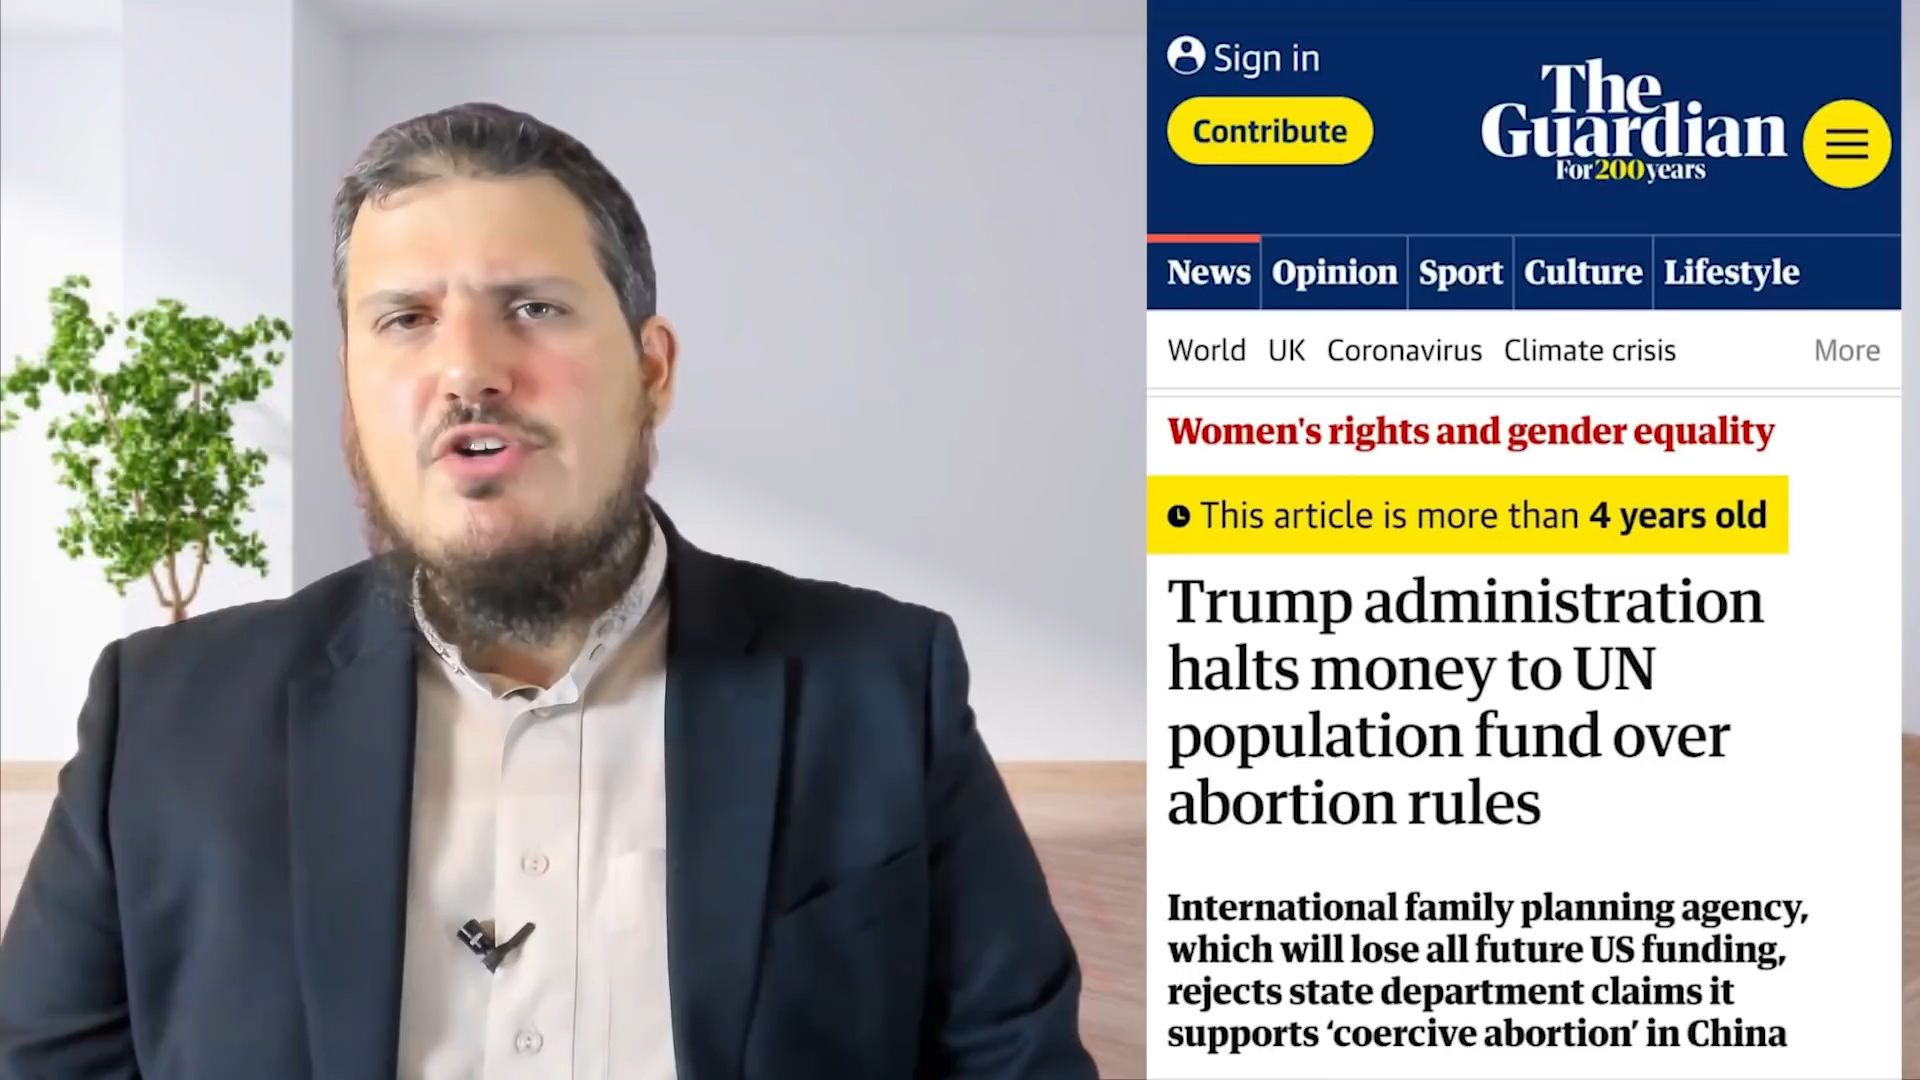 Sign in
Contribute
The
Guardian
For 200 years
News Opinion Sport Culture Lifestyle
World UK Coronavirus Climate crisis More
Women's rights and gender equality
This article is more than 4 years old
Trump administration
halts money to UN
population fund over
abortion rules
International family planning agency,
which will lose all future US funding,
rejects state department claims it
supports ‘coercive abortion’ in China